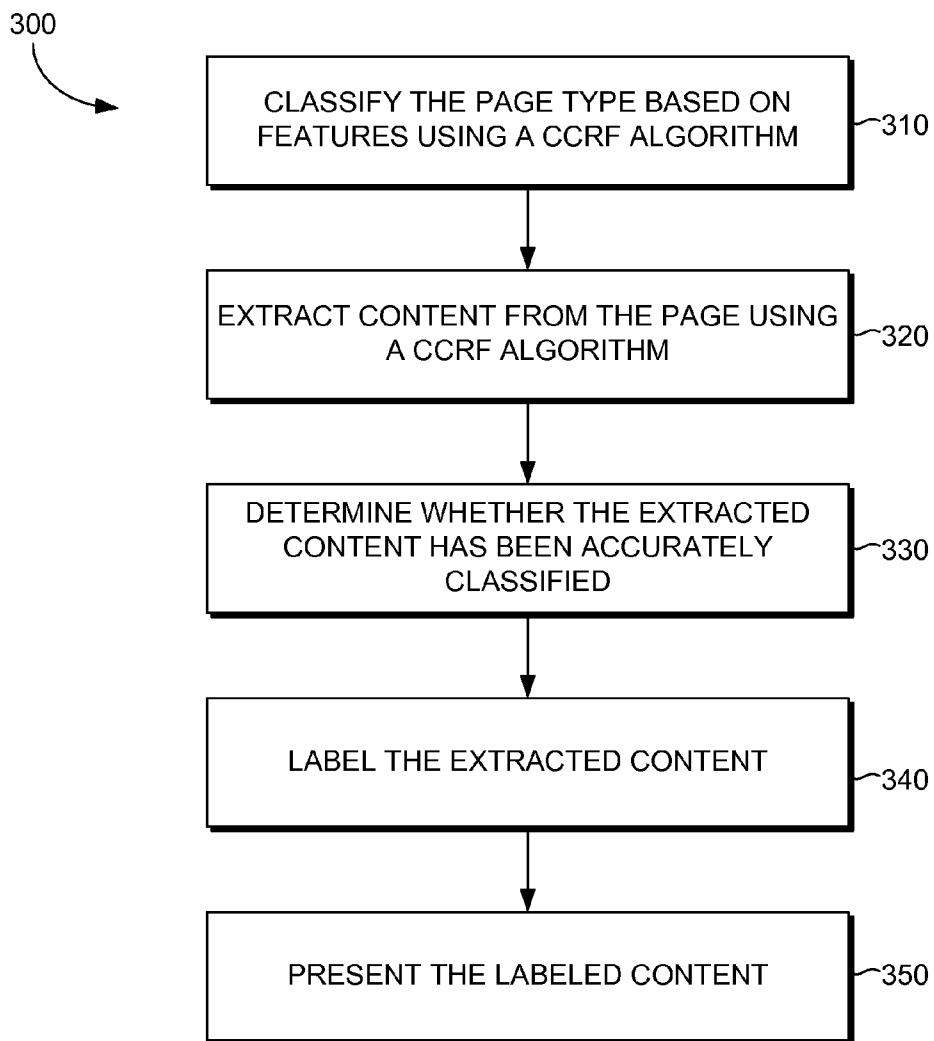 300
CLASSIFY THE PAGE TYPE BASED ON
FEATURES USING A CCRF ALGORITHM
310
EXTRACT CONTENT FROM THE PAGE USING
A CCRF ALGORITHM
320
DETERMINE WHETHER THE EXTRACTED
CONTENT HAS BEEN ACCURATELY
CLASSIFIED
330
LABEL THE EXTRACTED CONTENT
340
PRESENT THE LABELED CONTENT
350